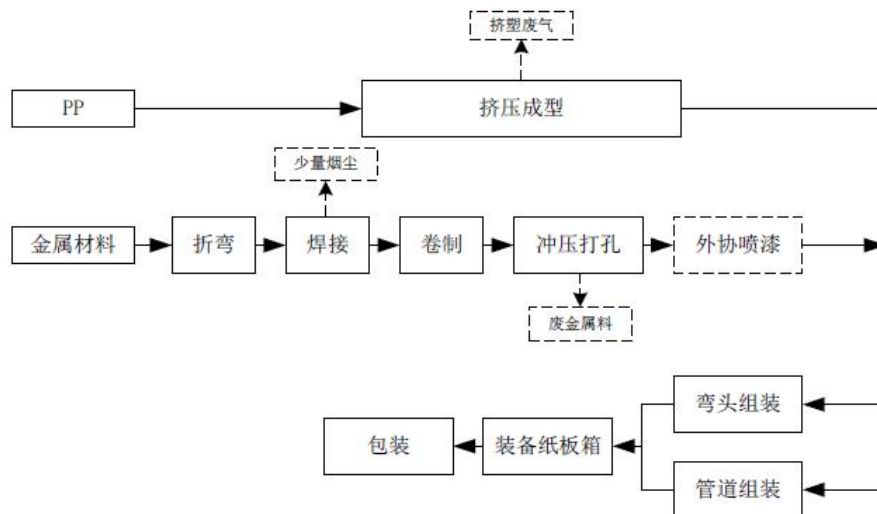 挤塑废气
PP
挤压成型
少量烟尘
金属材料
折弯
焊接
卷制
冲压打孔
外协喷漆
废金属料
弯头组装
包装
装备纸板箱
管道组装